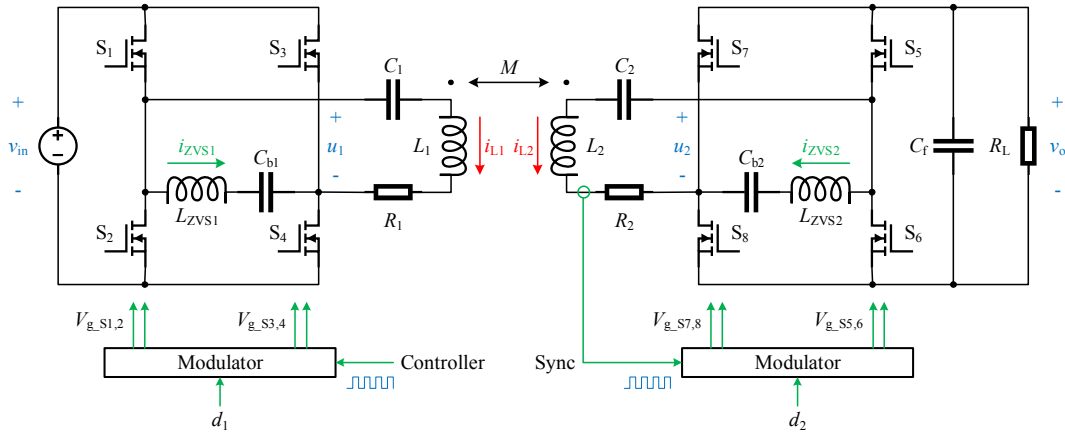 S1 S3 S7 S5
C1 M C2
+ + + +
vin iZVS1 Cb1 u1 L1 iL1 iL2 L2 u2 Cb2 iZVS2 Cf RL vo
- - - -
LZVS1 R1 R2 LZVS2
S2 S4 S8 S6
Vg_S1,2 Vg_S3,4 Vg_S7,8 Vg_S5,6
Modulator Controller Sync Modulator
d1 d2